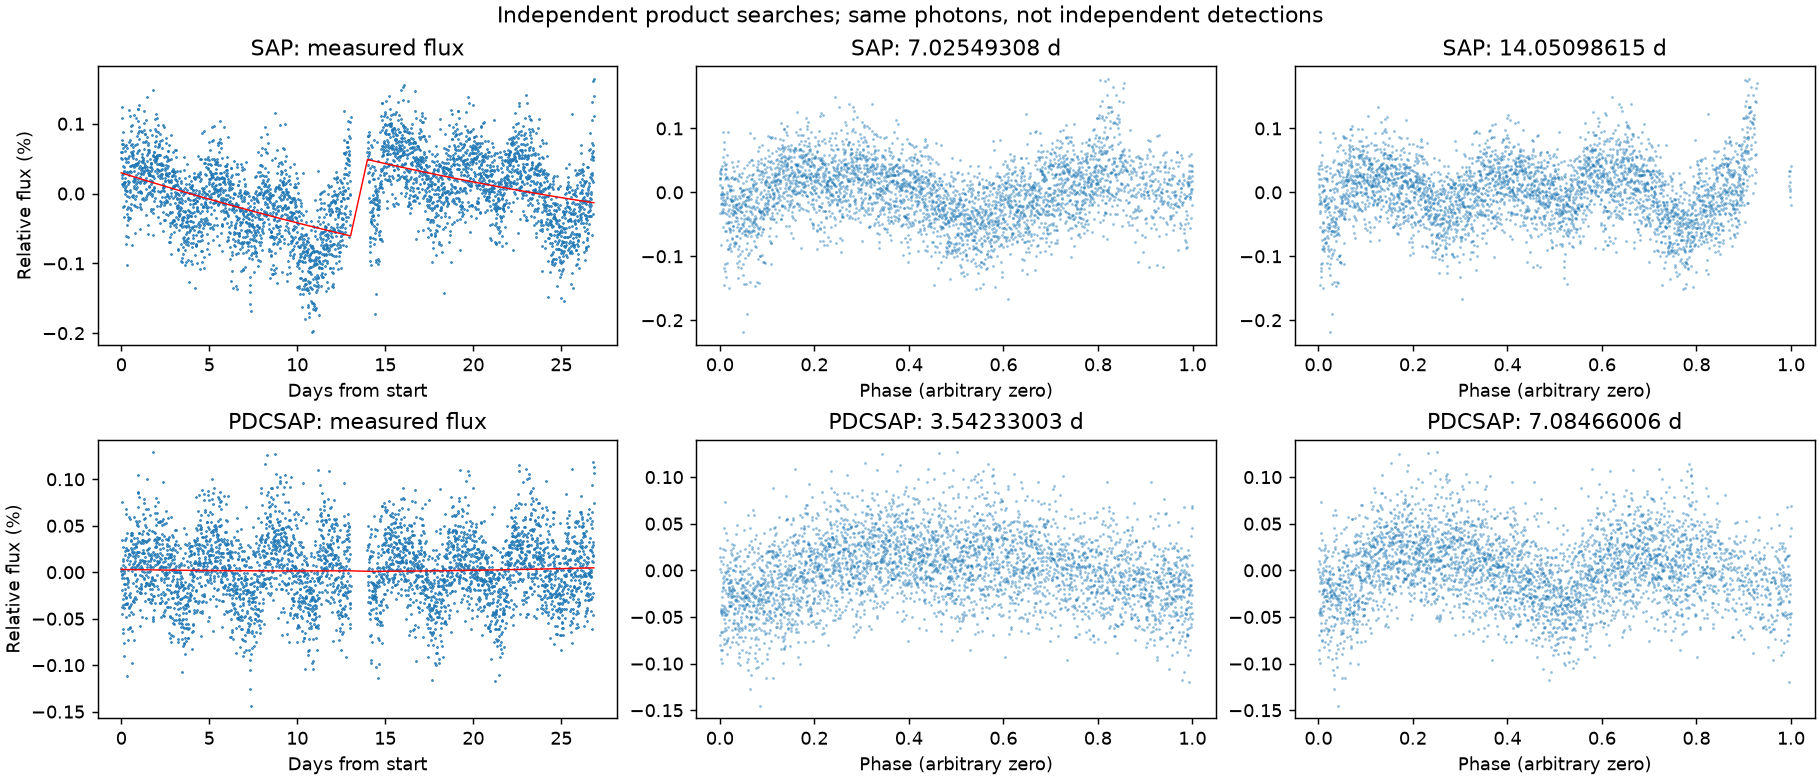 Independent product searches; same photons, not independent detections
SAP: measured flux
SAP: 7.02549308 d
SAP: 14.05098615 d
Relative flux (%)
0.1
0.0
−0.1
−0.2
0 5 10 15 20 25
Days from start
0.1
0.0
−0.1
−0.2
0.0 0.2 0.4 0.6 0.8 1.0
Phase (arbitrary zero)
0.1
0.0
−0.1
−0.2
0.0 0.2 0.4 0.6 0.8 1.0
Phase (arbitrary zero)
PDCSAP: measured flux
PDCSAP: 3.54233003 d
PDCSAP: 7.08466006 d
Relative flux (%)
0.10
0.05
0.00
−0.05
−0.10
−0.15
0 5 10 15 20 25
Days from start
0.10
0.05
0.00
−0.05
−0.10
−0.15
0.0 0.2 0.4 0.6 0.8 1.0
Phase (arbitrary zero)
0.10
0.05
0.00
−0.05
−0.10
−0.15
0.0 0.2 0.4 0.6 0.8 1.0
Phase (arbitrary zero)